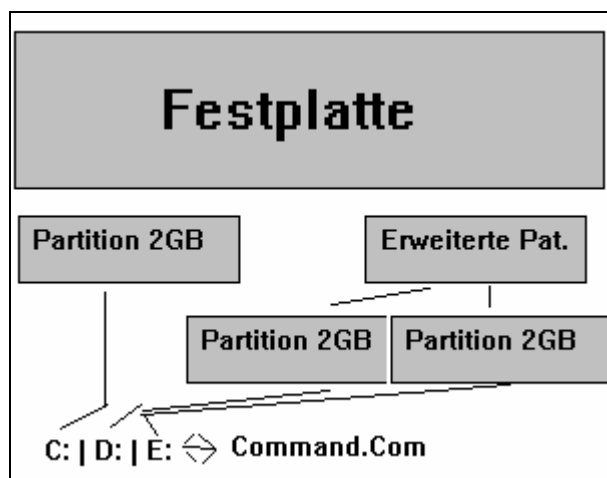 Festplatte
Partition 2GB
Erweiterte Pat.
Partition 2GB
Partition 2GB
C: | D: | E: <-> Command.Com